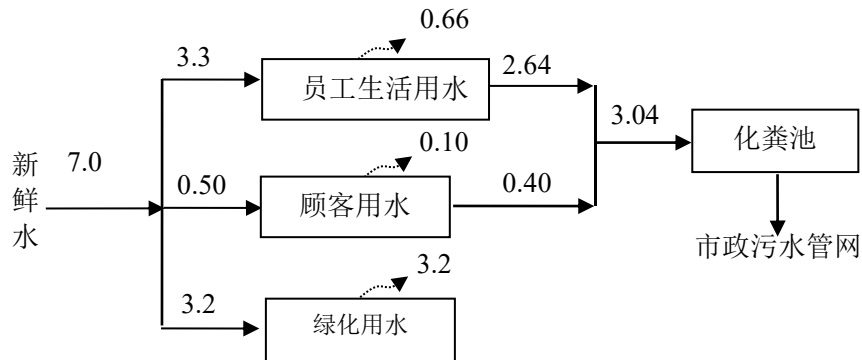 0.66
3.3
员工生活用水
2.64
3.04
化粪池
新鲜水
7.0
0.10
0.50
顾客用水
0.40
市政污水管网
3.2
3.2
绿化用水